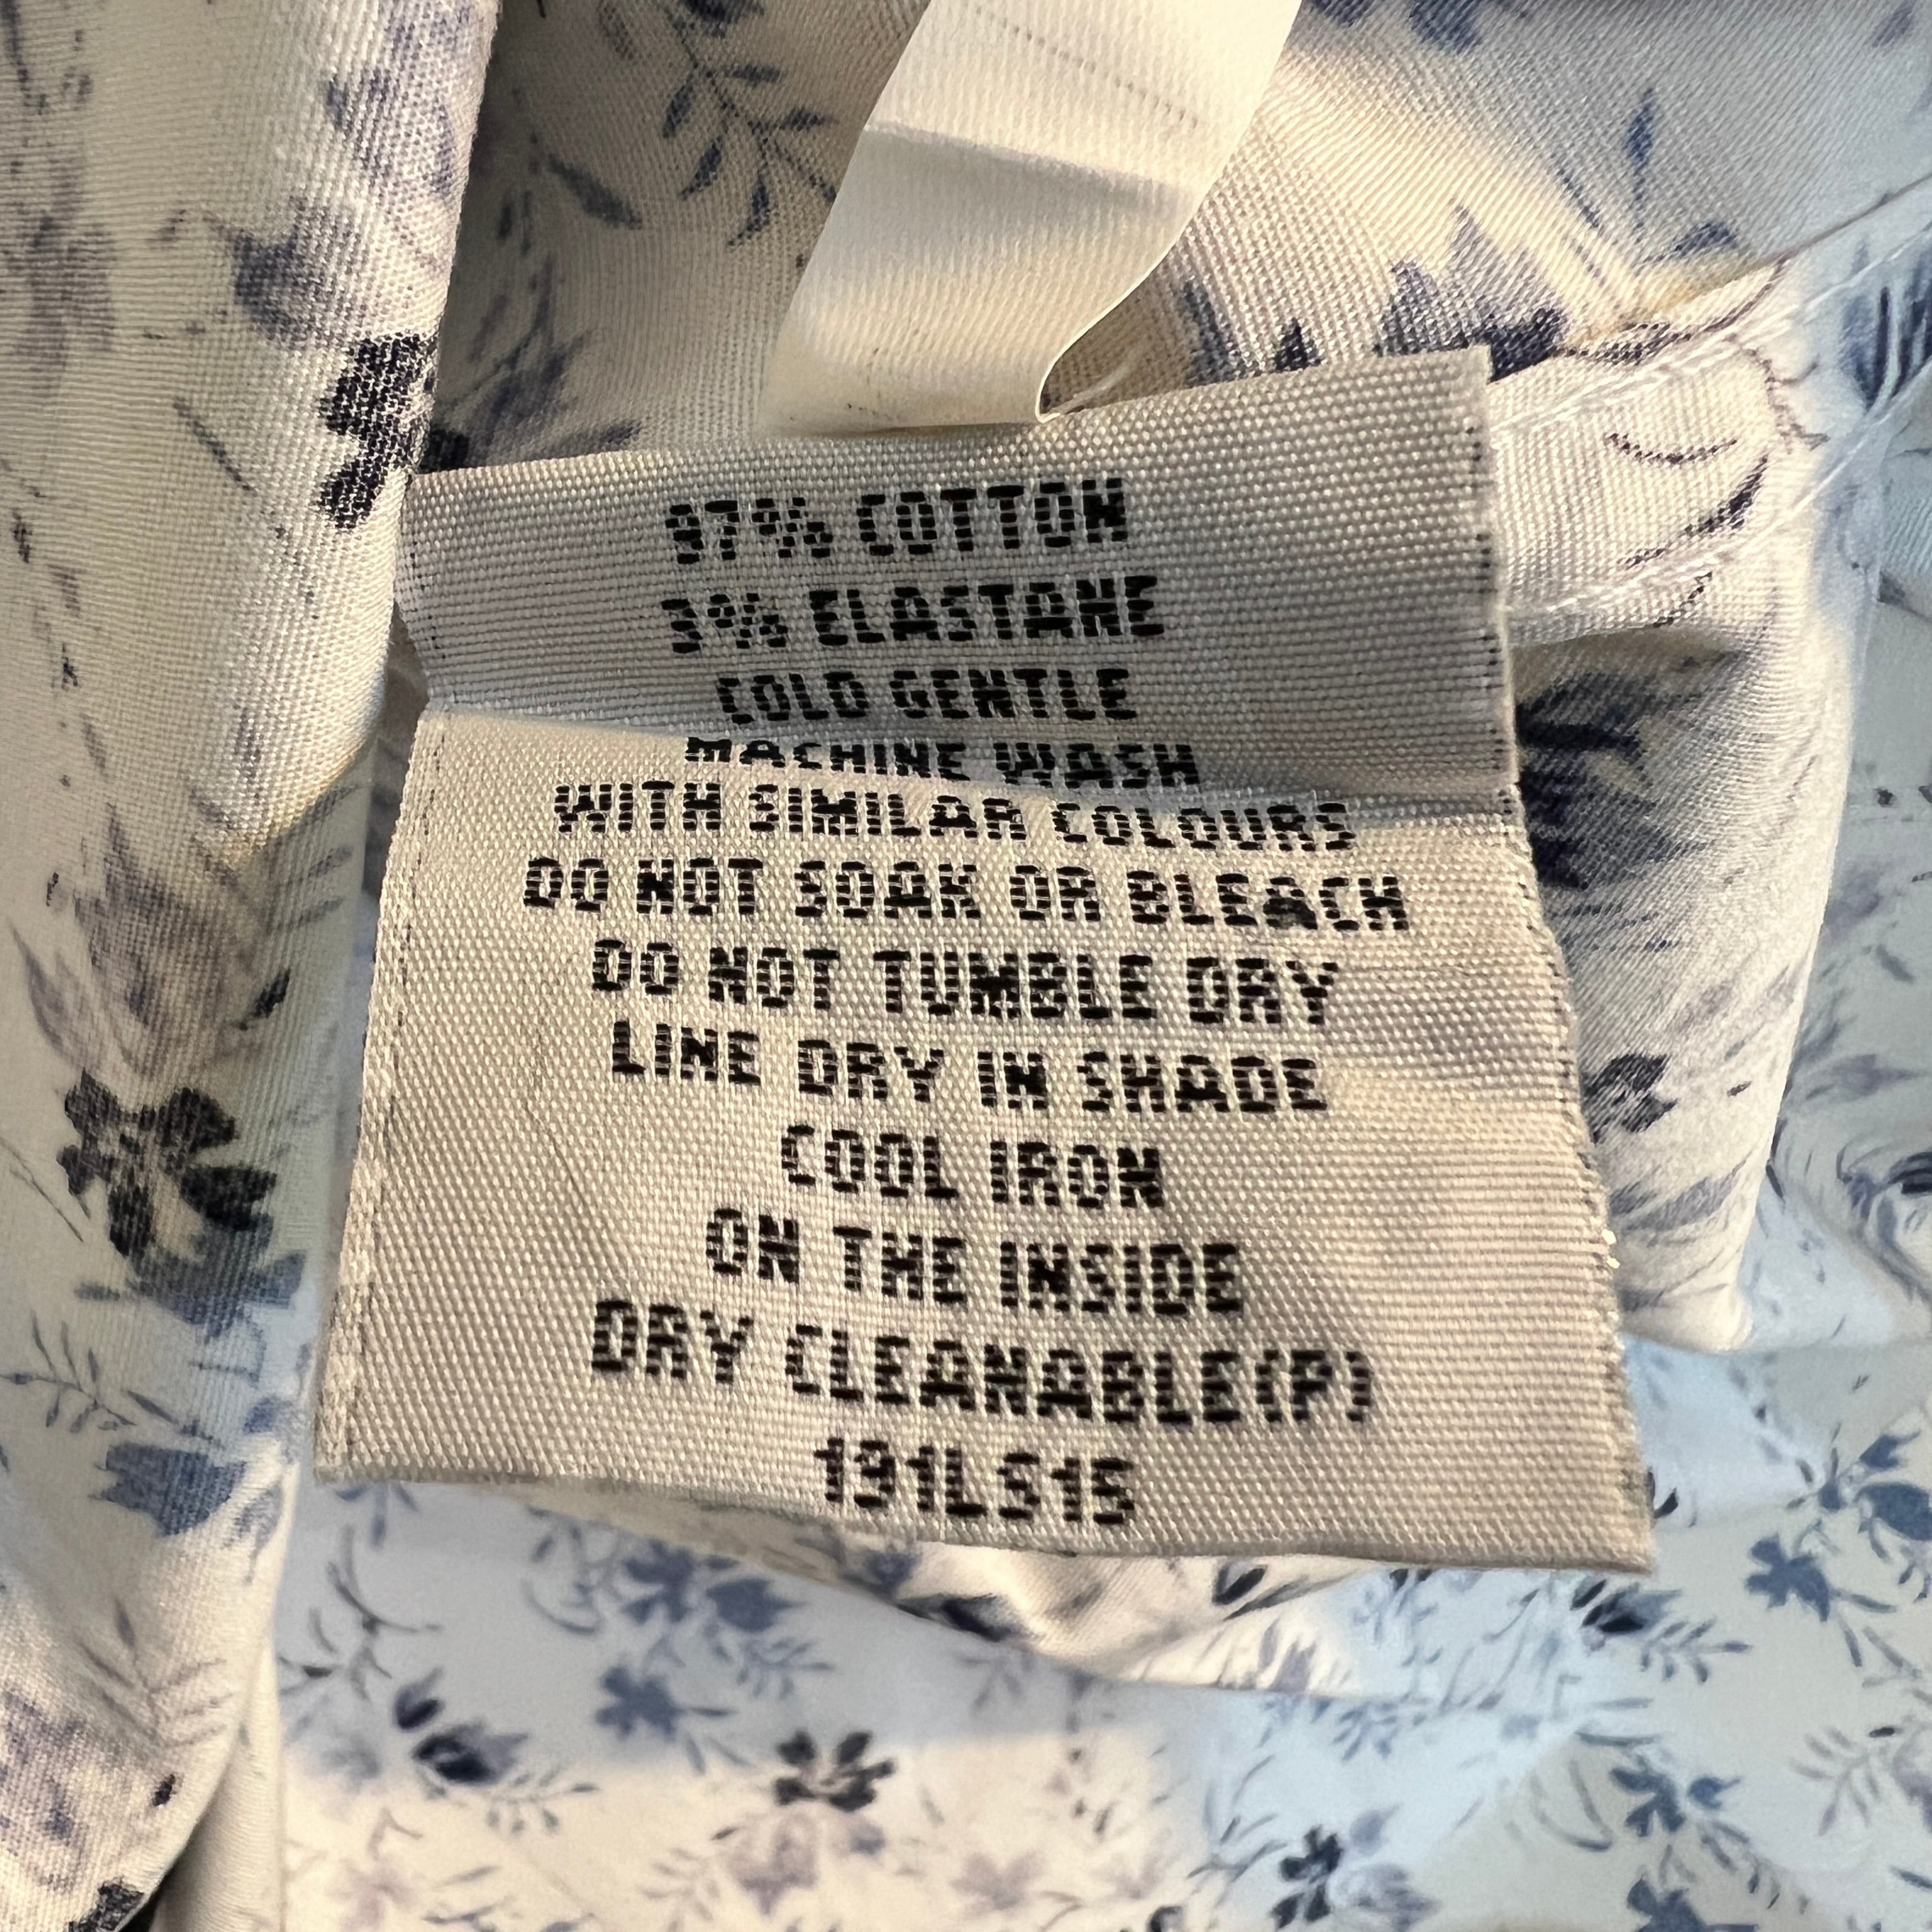 97% COTTON
3% ELASTANE
COLD GENTLE
MACHINE WASH
WITH SIMILAR COLOURS
DO NOT SOAK OR BLEACH
DO NOT TUMBLE DRY
LINE DRY IN SHADE
COOL IRON
ON THE INSIDE
DRY CLEANABLE(P)
191LS15